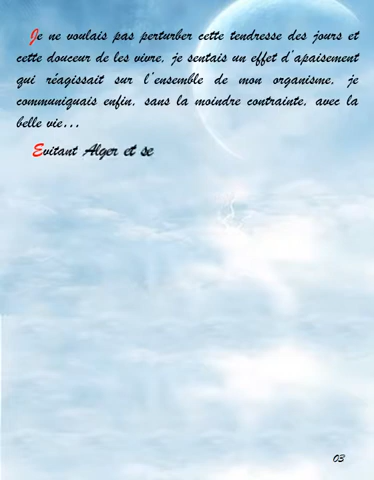 Je ne voulais pas perturber cette tendresse des jours et
cette douceur de les vivre, je sentais un effet d'apaisement
qui réagissait sur l'ensemble de mon organisme, je
communiquais enfin, sans la moindre contrainte, avec la
belle vie...
Evitant Alger et se
03